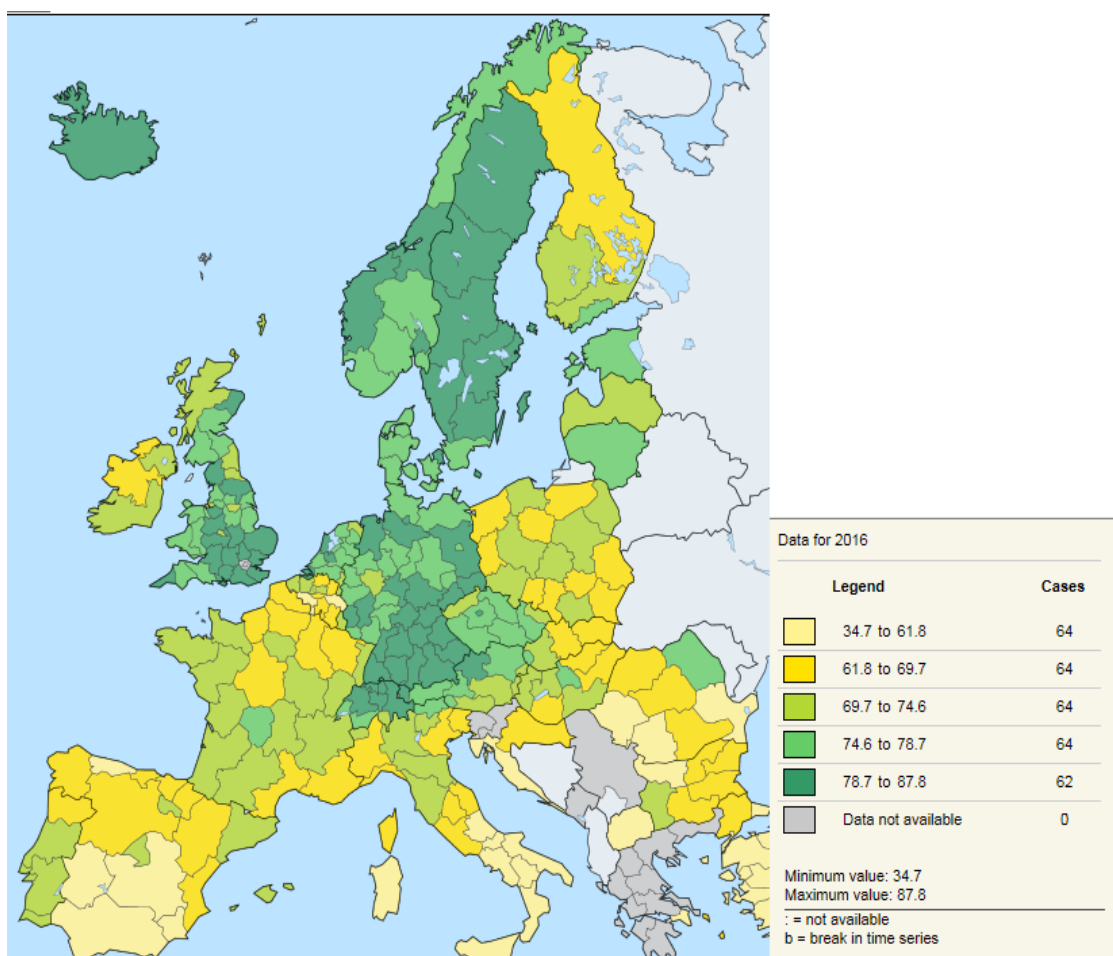 Data for 2016
Legend Cases
34.7 to 61.8 64
61.8 to 69.7 64
69.7 to 74.6 64
74.6 to 78.7 64
78.7 to 87.8 62
Data not available 0
Minimum value: 34.7
Maximum value: 87.8
: = not available
b = break in time series